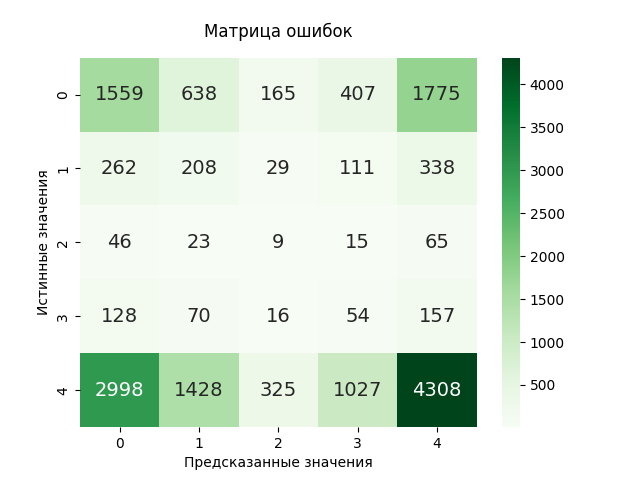 Матрица ошибок
0 1559 638 165 407 1775
1 262 208 29 111 338
2 46 23 9 15 65
3 128 70 16 54 157
4 2998 1428 325 1027 4308
0 1 2 3 4
Предсказанные значения
Истинные значения
4000
3500
3000
2500
2000
1500
1000
500